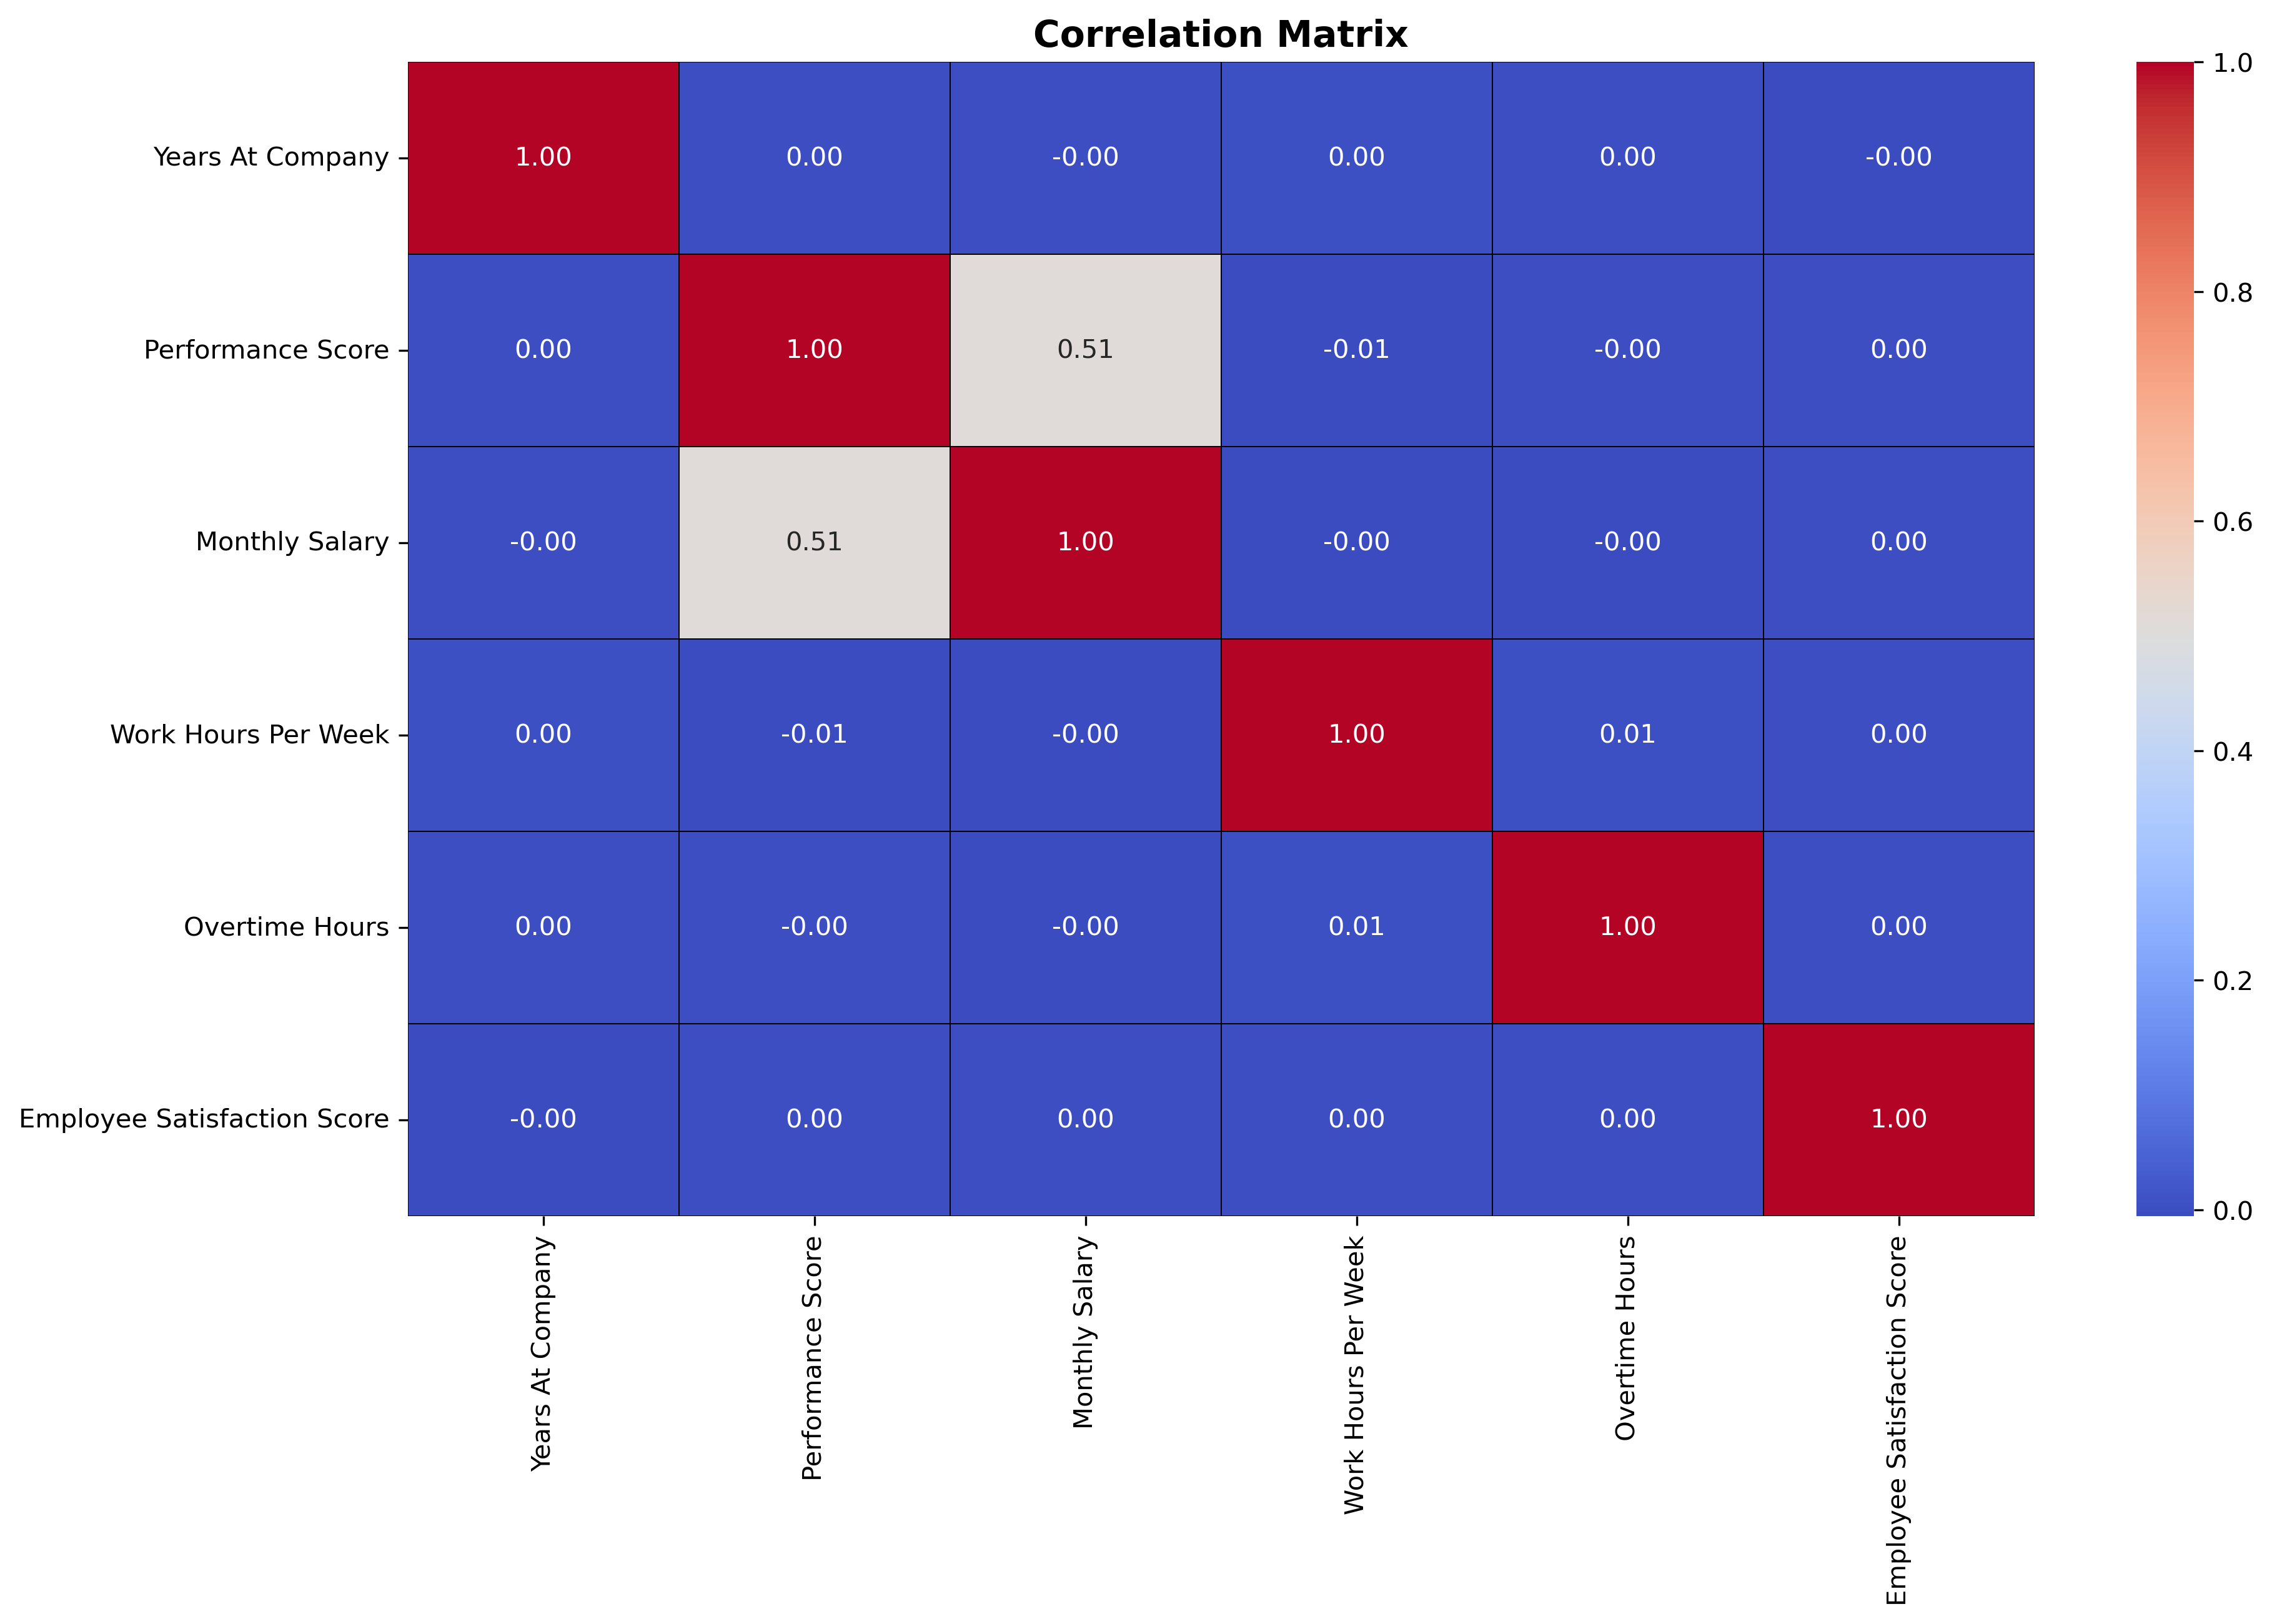 Correlation Matrix
Years At Company 1.00 0.00 -0.00 0.00 0.00 -0.00
Performance Score 0.00 1.00 0.51 -0.01 -0.00 0.00
Monthly Salary -0.00 0.51 1.00 -0.00 -0.00 0.00
Work Hours Per Week 0.00 -0.01 -0.00 1.00 0.01 0.00
Overtime Hours 0.00 -0.00 -0.00 0.01 1.00 0.00
Employee Satisfaction Score -0.00 0.00 0.00 0.00 0.00 1.00
Years At Company
Performance Score
Monthly Salary
Work Hours Per Week
Overtime Hours
Employee Satisfaction Score
1.0
0.8
0.6
0.4
0.2
0.0